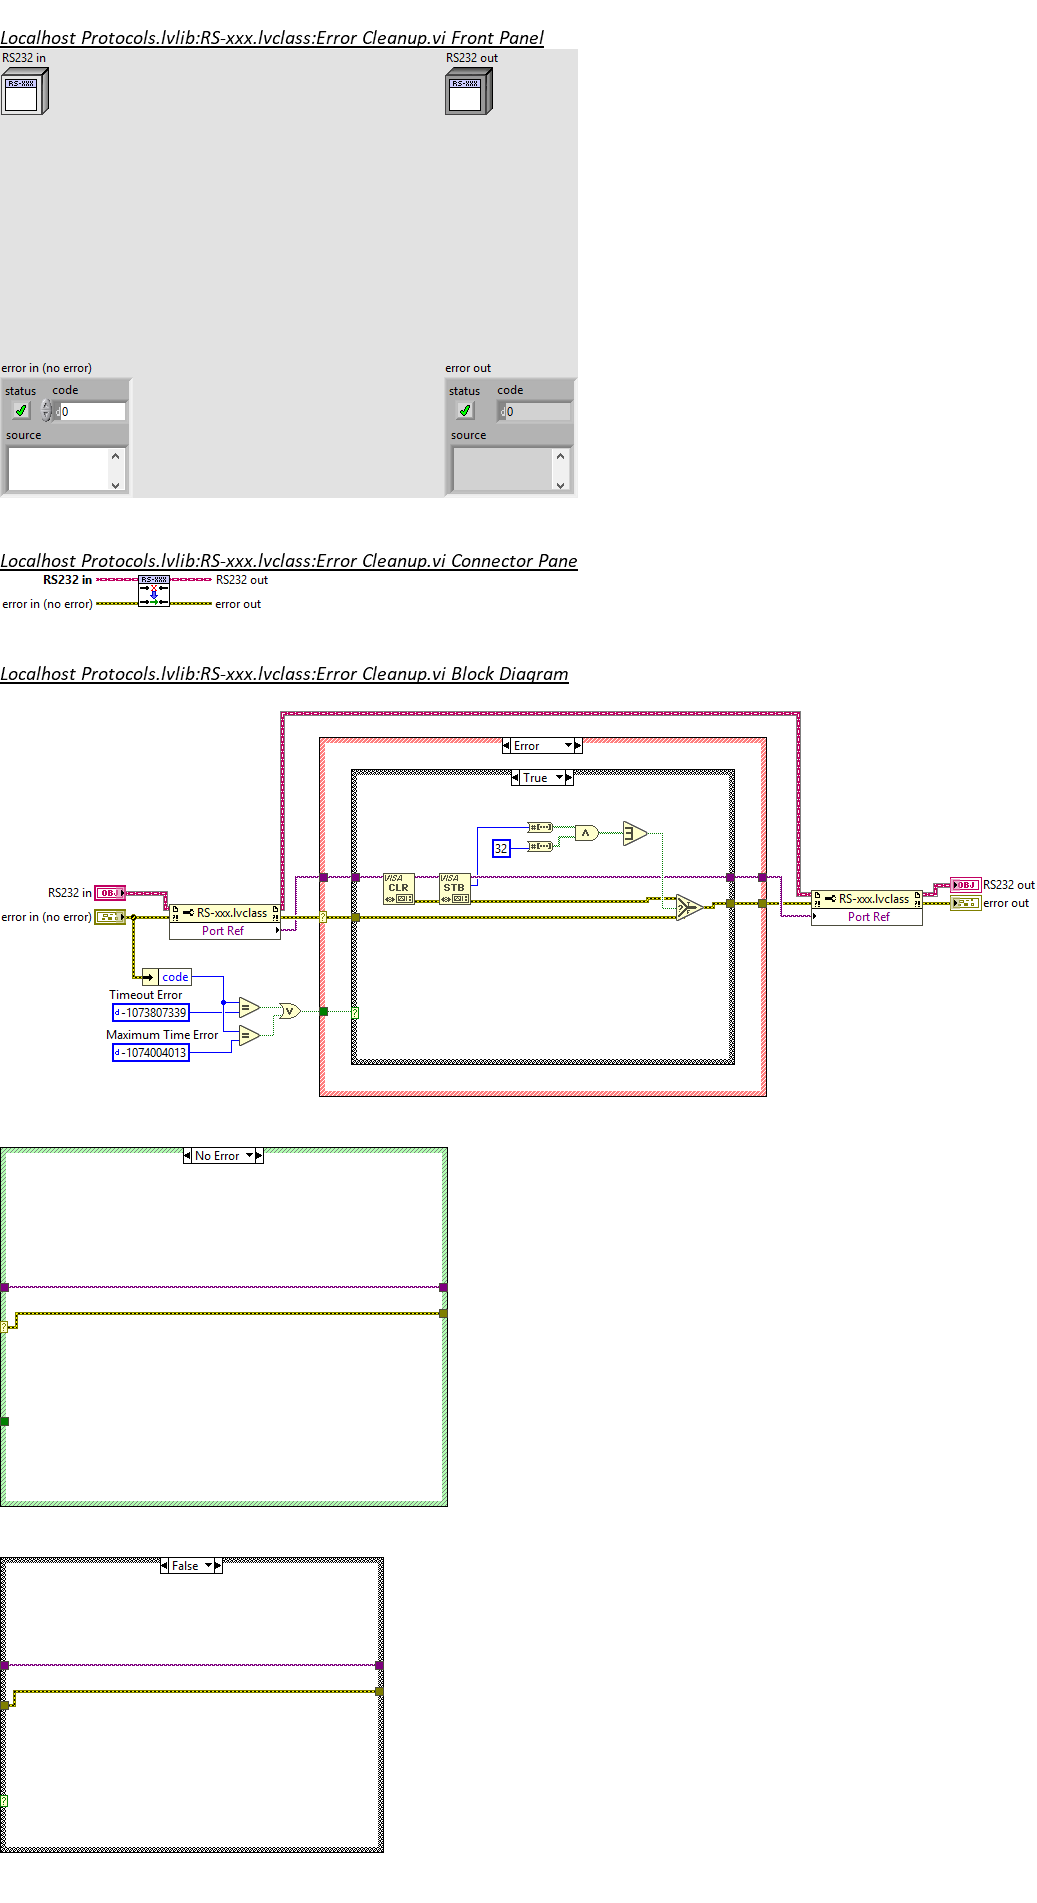 Localhost Protocols.lvlib:RS-xxx.lvclass:Error Cleanup.vi Front Panel
RS232 in
RS232 out
RS-XXX
RS-XXX
error in (no error)
error out
status
code
status
code
d
0
d
0
source
source
Localhost Protocols.lvlib:RS-xxx.lvclass:Error Cleanup.vi Connector Pane
RS232 in
RS-XXX
RS232 out
error in (no error)
error out
Localhost Protocols.lvlib:RS-xxx.lvclass:Error Cleanup.vi Block Diagram
Error
True
#[...]
32
#[...]
VISA
CLR
VISA
STB
RS232 in
OBJ
error in (no error)
RS-xxx.lvclass
Port Ref
?
OBJ
RS232 out
RS-xxx.lvclass
error out
Port Ref
code
Timeout Error
d -1073807339
=
V
Maximum Time Error
=
d -1074004013
?
No Error
?
False
?